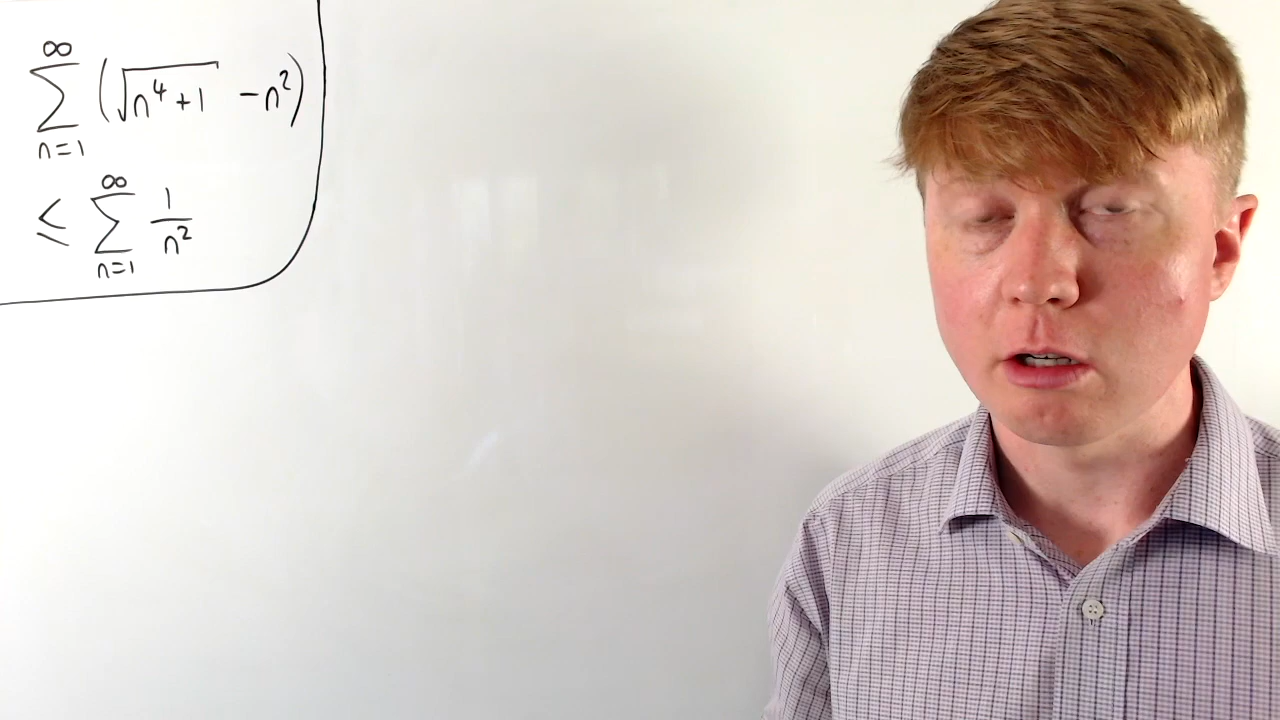 ∞
∑ (√n⁴+1 - n²)
n=1
∞
≤ ∑ 1/n²
n=1